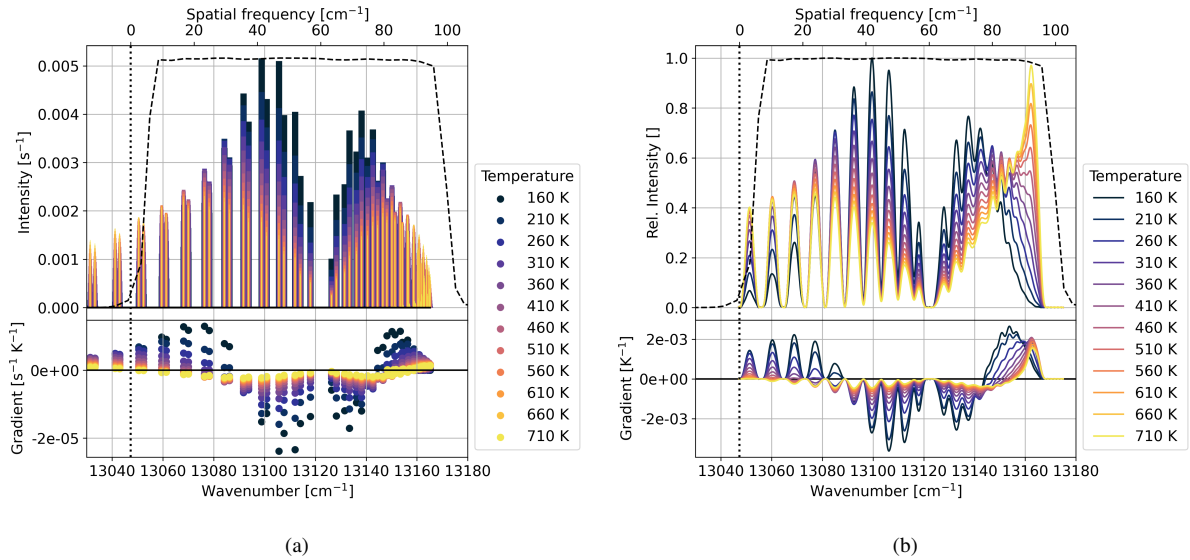 Spatial frequency [cm⁻¹]
0 20 40 60 80 100
Intensity [s⁻¹]
0.005
0.004
0.003
0.002
0.001
0.000
Gradient [s⁻¹ K⁻¹]
0e+00
-2e-05
13040 13060 13080 13100 13120 13140 13160 13180
Wavenumber [cm⁻¹]
Temperature
160 K
210 K
260 K
310 K
360 K
410 K
460 K
510 K
560 K
610 K
660 K
710 K
(a)
Spatial frequency [cm⁻¹]
0 20 40 60 80 100
Rel. Intensity []
1.0
0.8
0.6
0.4
0.2
0.0
Gradient [K⁻¹]
2e-03
0e+00
-2e-03
13040 13060 13080 13100 13120 13140 13160 13180
Wavenumber [cm⁻¹]
Temperature
160 K
210 K
260 K
310 K
360 K
410 K
460 K
510 K
560 K
610 K
660 K
710 K
(b)